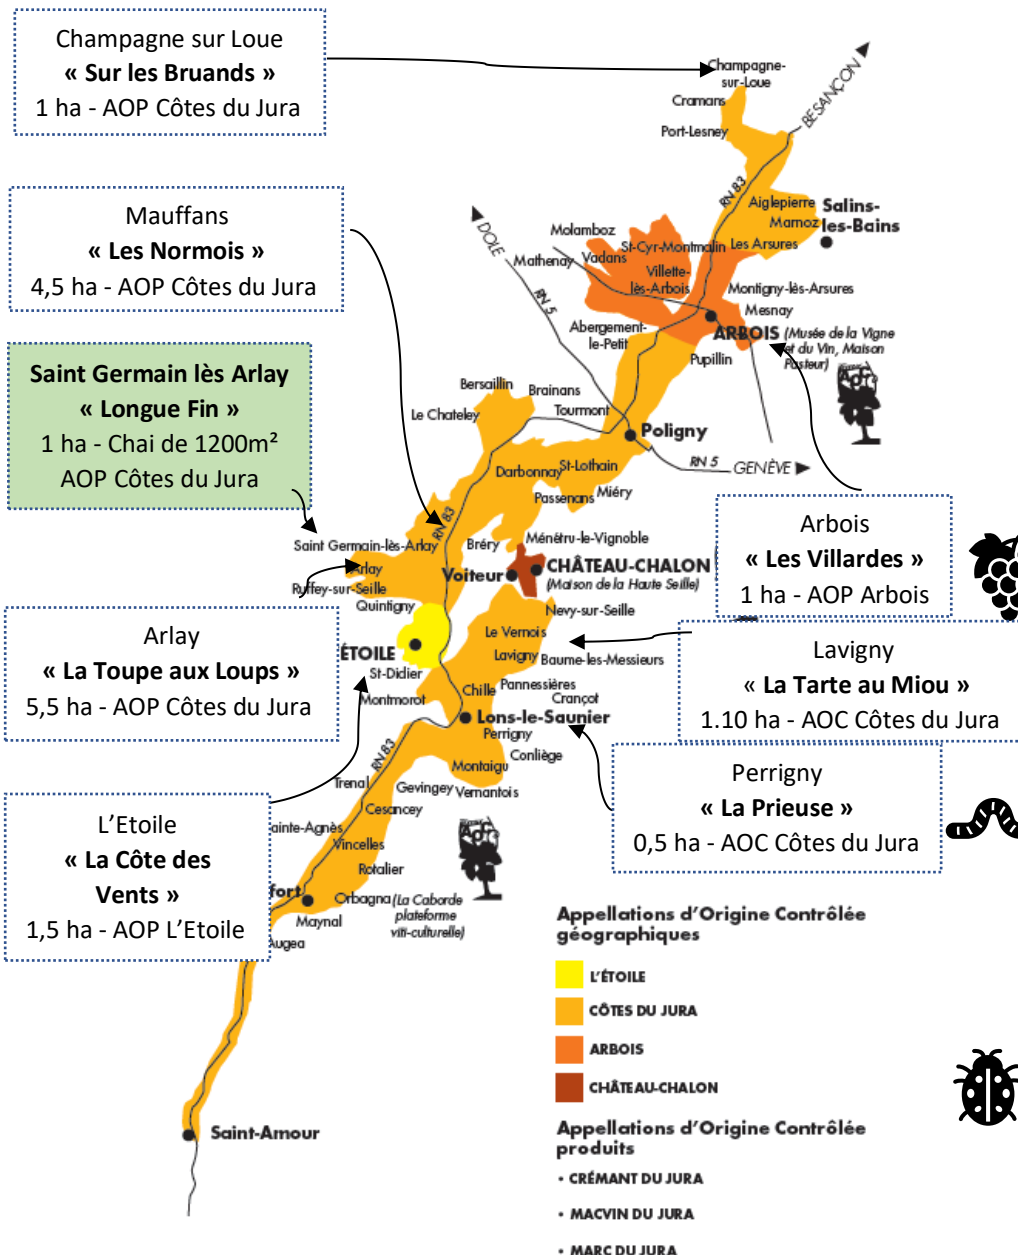 Champagne sur Loue
« Sur les Bruands »
1 ha - AOP Côtes du Jura
Mauffans
« Les Normois »
4,5 ha - AOP Côtes du Jura
Saint Germain lès Arlay
« Longue Fin »
1 ha - Chai de 1200m²
AOP Côtes du Jura
Arlay
« La Toupe aux Loups »
5,5 ha - AOP Côtes du Jura
L'Etoile
« La Côte des
Vents »
1,5 ha - AOP L'Etoile
Arbois
« Les Villardes »
1 ha - AOP Arbois
Lavigny
« La Tarte au Miou »
1.10 ha - AOC Côtes du Jura
Perrigny
« La Prieuse »
0,5 ha - AOC Côtes du Jura
Champagne-
sur-Loue
Cramans
Port-Lesney
BESANÇON
RN 83
Aiglepierre
Marnoz
Salins-
les-Bains
Molamboz
St-Cyr-Montmalin
Les Arsures
DOLE
Mathenay
Vadans
Villette-
lès-Arbois
Montigny-lès-Arsures
RN 5
Mesnay
Abergement-
le-Petit
ARBOIS
(Musée de la Vigne
et du Vin, Maison
Pasteur)
Pupillin
Bersaillin
Brainans
Le Chateley
Tourmont
Poligny
RN 5
GENÈVE
Darbonnay
St-Lothain
Passenans
Miéry
RN 83
Saint Germain-lès-Arlay
Bréry
Ménétru-le-Vignoble
Arlay
Voiteur
CHÂTEAU-CHALON
(Maison de la Haute Seille)
Ruffey-sur-Seille
Quintigny
Nevy-sur-Seille
Le Vernois
ÉTOILE
Lavigny
Baume-les-Messieurs
St-Didier
Montmorot
Chille
Pannessières
Crançot
Lons-le-Saunier
Perrigny
Conliège
RN 83
Montaigu
Trenal
Gevingey
Vernantois
Cesancey
ainte-Agnès
Vincelles
Rotalier
fort
Orbagna
(La Caborde
plateforme
viti-culturelle)
Maynal
Augea
Saint-Amour
Appellations d'Origine Contrôlée
géographiques
L'ÉTOILE
CÔTES DU JURA
ARBOIS
CHÂTEAU-CHALON
Appellations d'Origine Contrôlée
produits
• CRÉMANT DU JURA
• MACVIN DU JURA
• MARC DU JURA